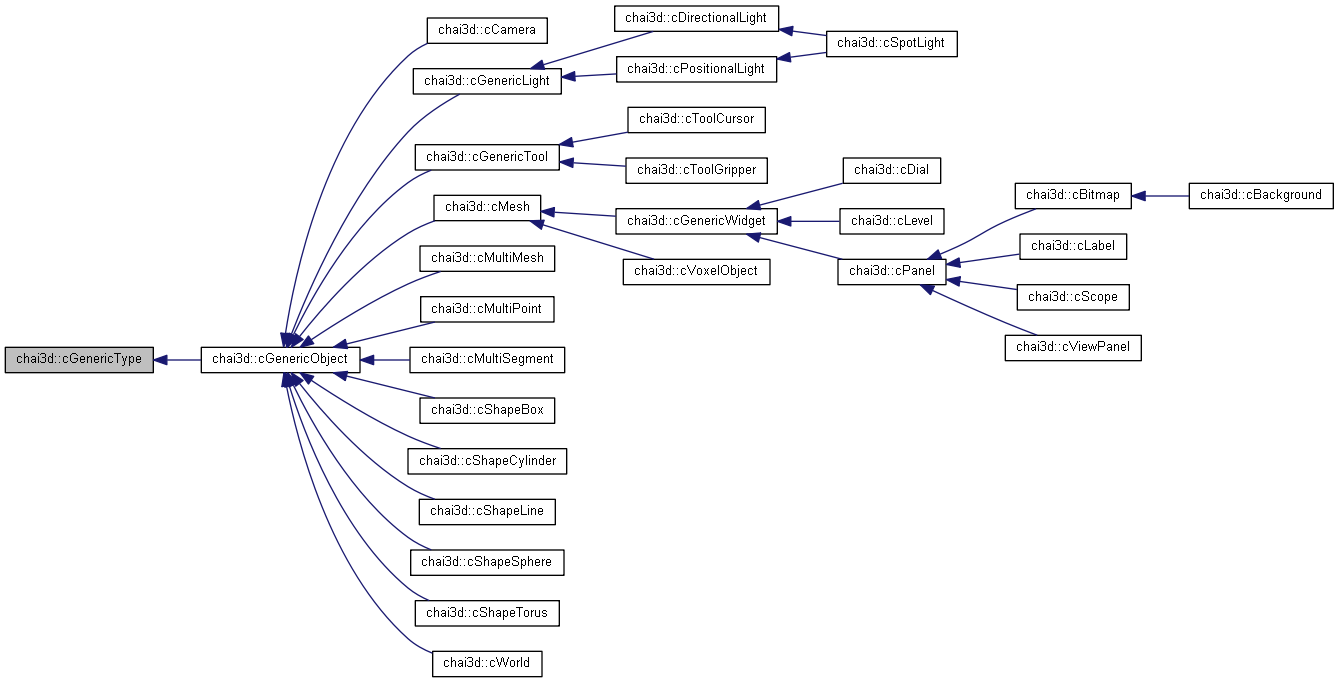 chai3d::cGenericType
chai3d::cGenericObject
chai3d::cCamera
chai3d::cGenericLight
chai3d::cDirectionalLight
chai3d::cPositionalLight
chai3d::cSpotLight
chai3d::cGenericTool
chai3d::cToolCursor
chai3d::cToolGripper
chai3d::cMesh
chai3d::cGenericWidget
chai3d::cVoxelObject
chai3d::cDial
chai3d::cLevel
chai3d::cPanel
chai3d::cBitmap
chai3d::cBackground
chai3d::cLabel
chai3d::cScope
chai3d::cViewPanel
chai3d::cMultiMesh
chai3d::cMultiPoint
chai3d::cMultiSegment
chai3d::cShapeBox
chai3d::cShapeCylinder
chai3d::cShapeLine
chai3d::cShapeSphere
chai3d::cShapeTorus
chai3d::cWorld